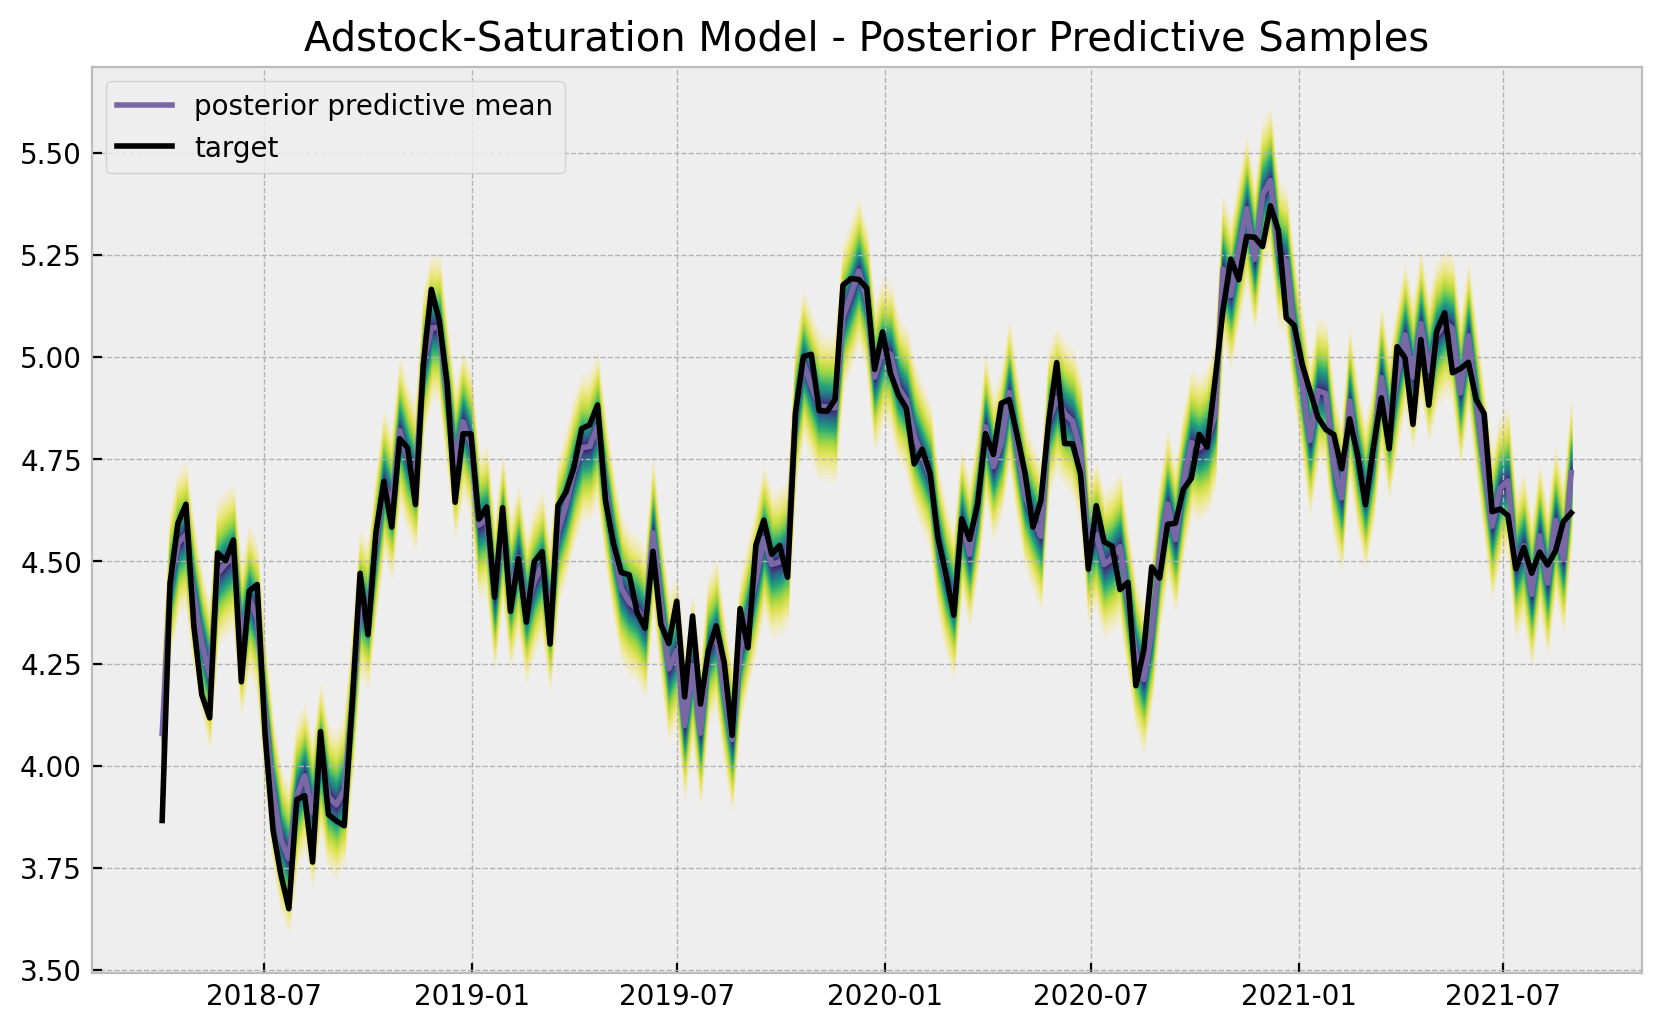 Adstock-Saturation Model - Posterior Predictive Samples
posterior predictive mean
target
5.50
5.25
5.00
4.75
4.50
4.25
4.00
3.75
3.50
2018-07 2019-01 2019-07 2020-01 2020-07 2021-01 2021-07